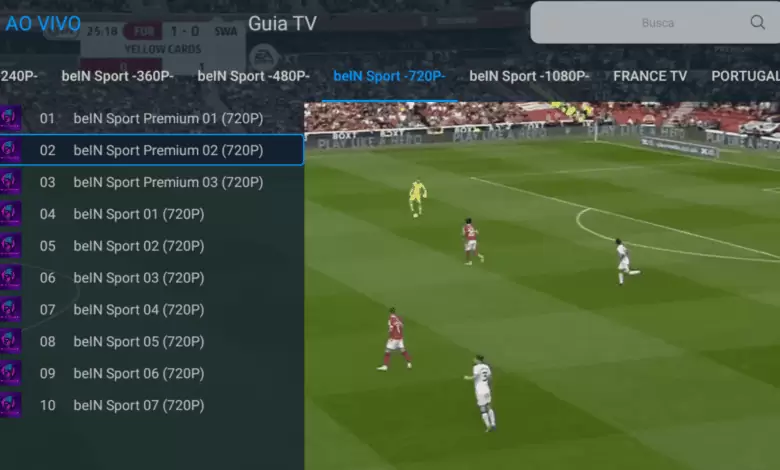 AO VIVO
Guia TV
Busca
25:18 FUR 1 - 0 SWA
YELLOW CARDS
0 1
240P-
beIN Sport -360P-
beIN Sport -480P-
beIN Sport -720P-
beIN Sport -1080P-
FRANCE TV
PORTUGAL
01 beIN Sport Premium 01 (720P)
02 beIN Sport Premium 02 (720P)
03 beIN Sport Premium 03 (720P)
04 beIN Sport 01 (720P)
05 beIN Sport 02 (720P)
06 beIN Sport 03 (720P)
07 beIN Sport 04 (720P)
08 beIN Sport 05 (720P)
09 beIN Sport 06 (720P)
10 beIN Sport 07 (720P)